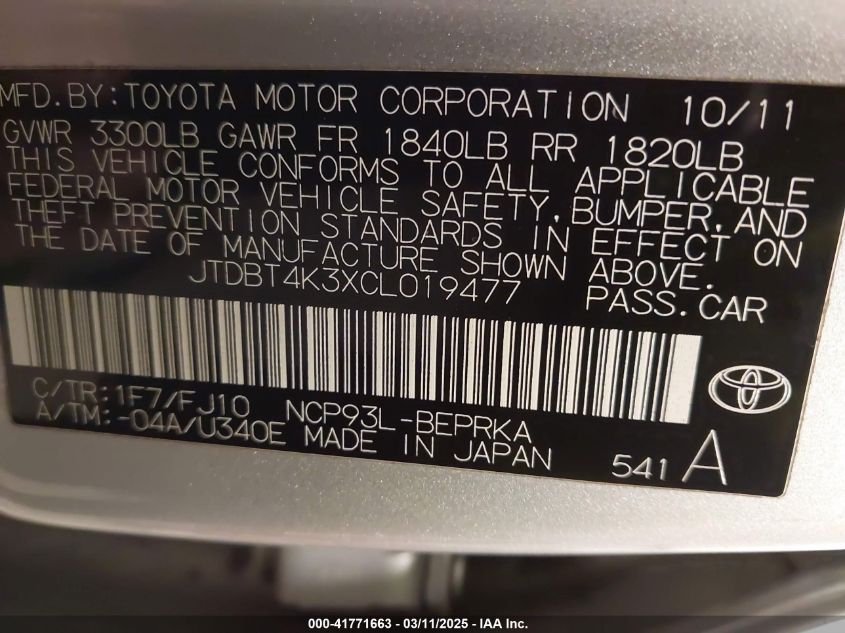 MFD. BY: TOYOTA MOTOR CORPORATION 10/11
GVWR 3300LB GAWR FR 1840LB RR 1820LB
THIS VEHICLE CONFORMS TO ALL APPLICABLE
FEDERAL MOTOR VEHICLE SAFETY, BUMPER, AND
THEFT PREVENTION STANDARDS IN EFFECT ON
THE DATE OF MANUFACTURE SHOWN ABOVE.
JTDBT4K3XCL019477 PASS. CAR
C/TR: 1F7/FJ10 NCP93L-BEPRKA
A/TM: -04A/U340E MADE IN JAPAN 541 A
000-41771663 - 03/11/2025 - IAA Inc.